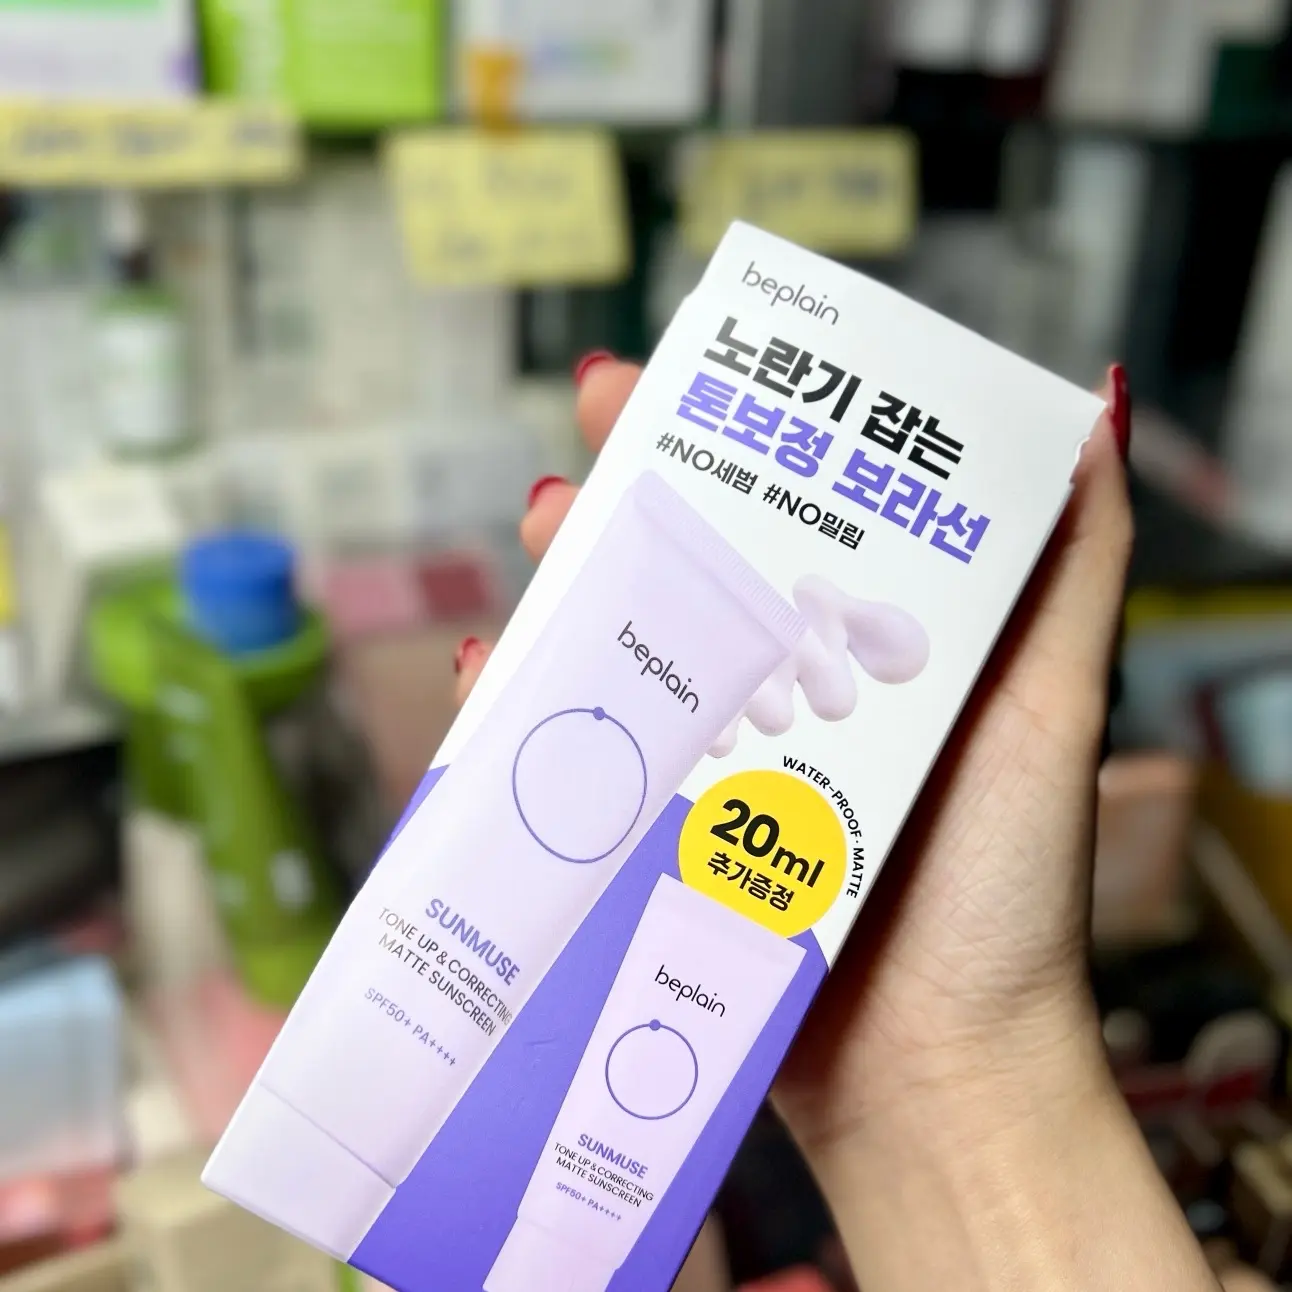 beplain
노란기 잡는
톤보정 보라선
#NO세범 #NO밀림
beplain
WATER-PROOF · MATTE
20ml
추가증정
SUNMUSE
TONE UP & CORRECTING
MATTE SUNSCREEN
SPF50+ PA++++
beplain
SUNMUSE
TONE UP & CORRECTING
MATTE SUNSCREEN
SPF50+ PA++++